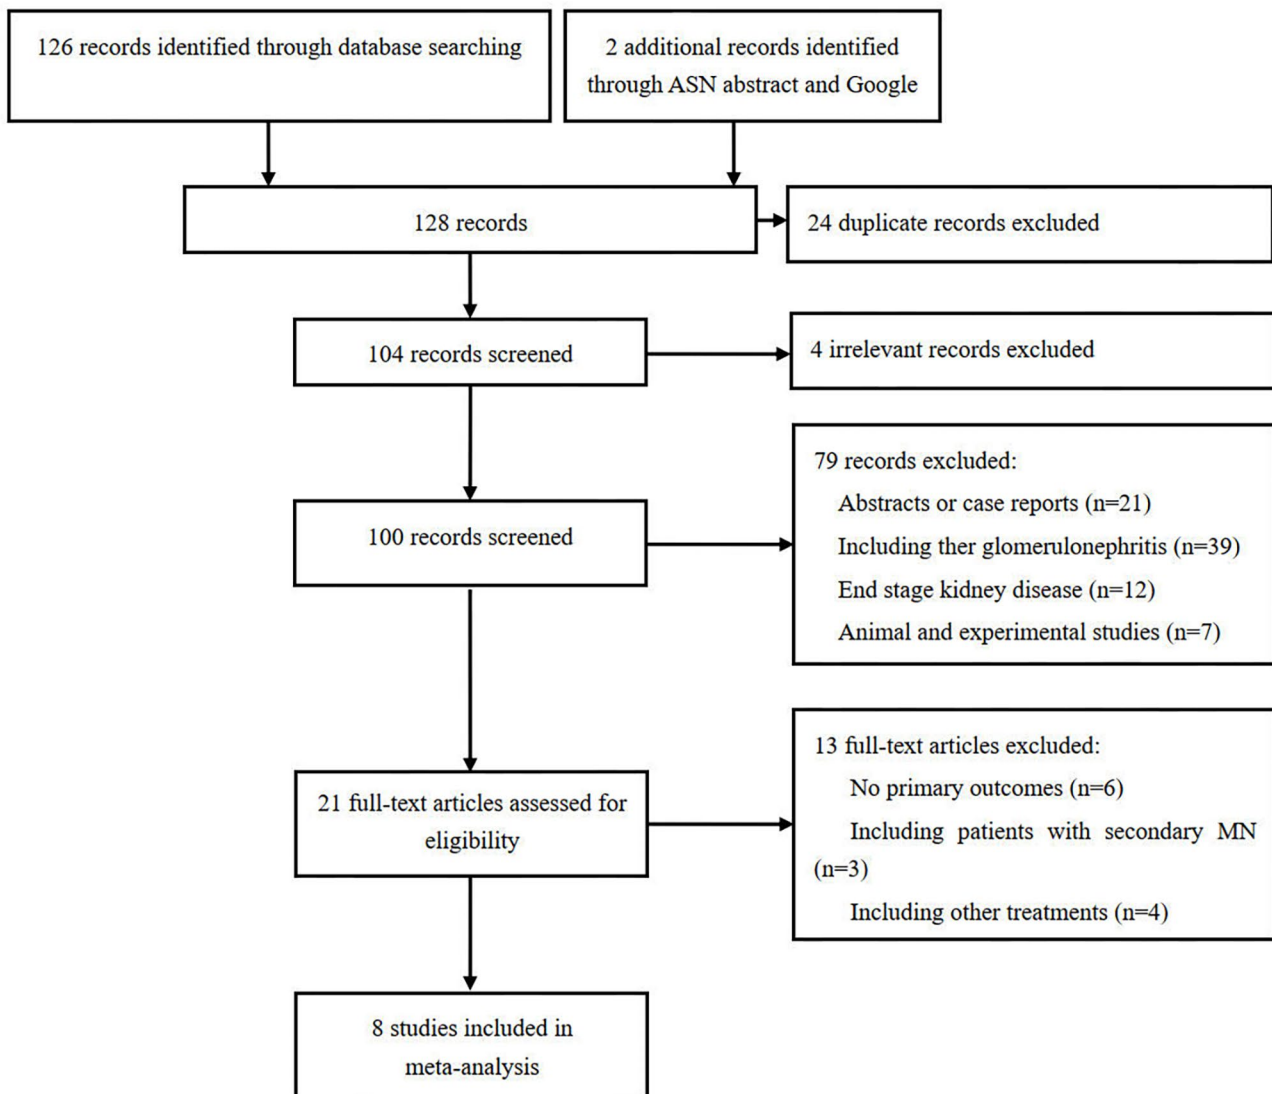 126 records identified through database searching
2 additional records identified
through ASN abstract and Google
128 records
24 duplicate records excluded
104 records screened
4 irrelevant records excluded
100 records screened
79 records excluded:
Abstracts or case reports (n=21)
Including ther glomerulonephritis (n=39)
End stage kidney disease (n=12)
Animal and experimental studies (n=7)
21 full-text articles assessed for
eligibility
13 full-text articles excluded:
No primary outcomes (n=6)
Including patients with secondary MN
(n=3)
Including other treatments (n=4)
8 studies included in
meta-analysis